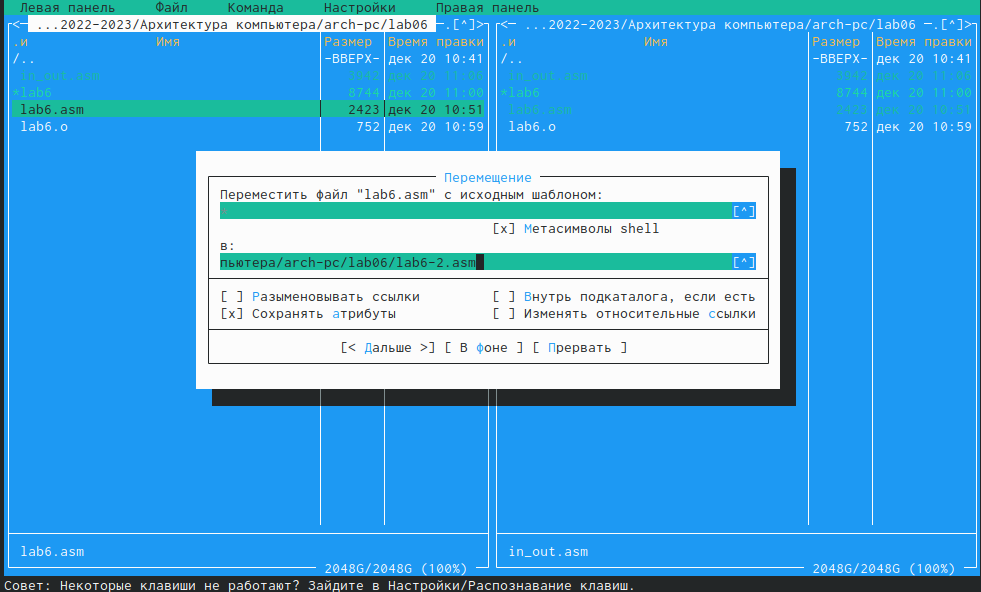 Левая панель Файл Команда Настройки Правая панель
<─ ...2022-2023/Архитектура компьютера/arch-pc/lab06 ─.[^]> <─ ...2022-2023/Архитектура компьютера/arch-pc/lab06 ─.[^]>
.и Имя Размер Время правки .и Имя Размер Время правки
/.. -ВВЕРХ- дек 20 10:41 /.. -ВВЕРХ- дек 20 10:41
in_out.asm 3942 дек 20 11:06 in_out.asm 3942 дек 20 11:06
*lab6 8744 дек 20 11:00 *lab6 8744 дек 20 11:00
lab6.asm 2423 дек 20 10:51 lab6.asm 2423 дек 20 10:51
lab6.o 752 дек 20 10:59 lab6.o 752 дек 20 10:59
Перемещение
Переместить файл "lab6.asm" с исходным шаблоном:
[^]
[x] Метасимволы shell
в:
пьютера/arch-pc/lab06/lab6-2.asm [^]
[ ] Разыменовывать ссылки [ ] Внутрь подкаталога, если есть
[x] Сохранять атрибуты [ ] Изменять относительные ссылки
[< Дальше >] [ В фоне ] [ Прервать ]
lab6.asm in_out.asm
2048G/2048G (100%) 2048G/2048G (100%)
Совет: Некоторые клавиши не работают? Зайдите в Настройки/Распознавание клавиш.